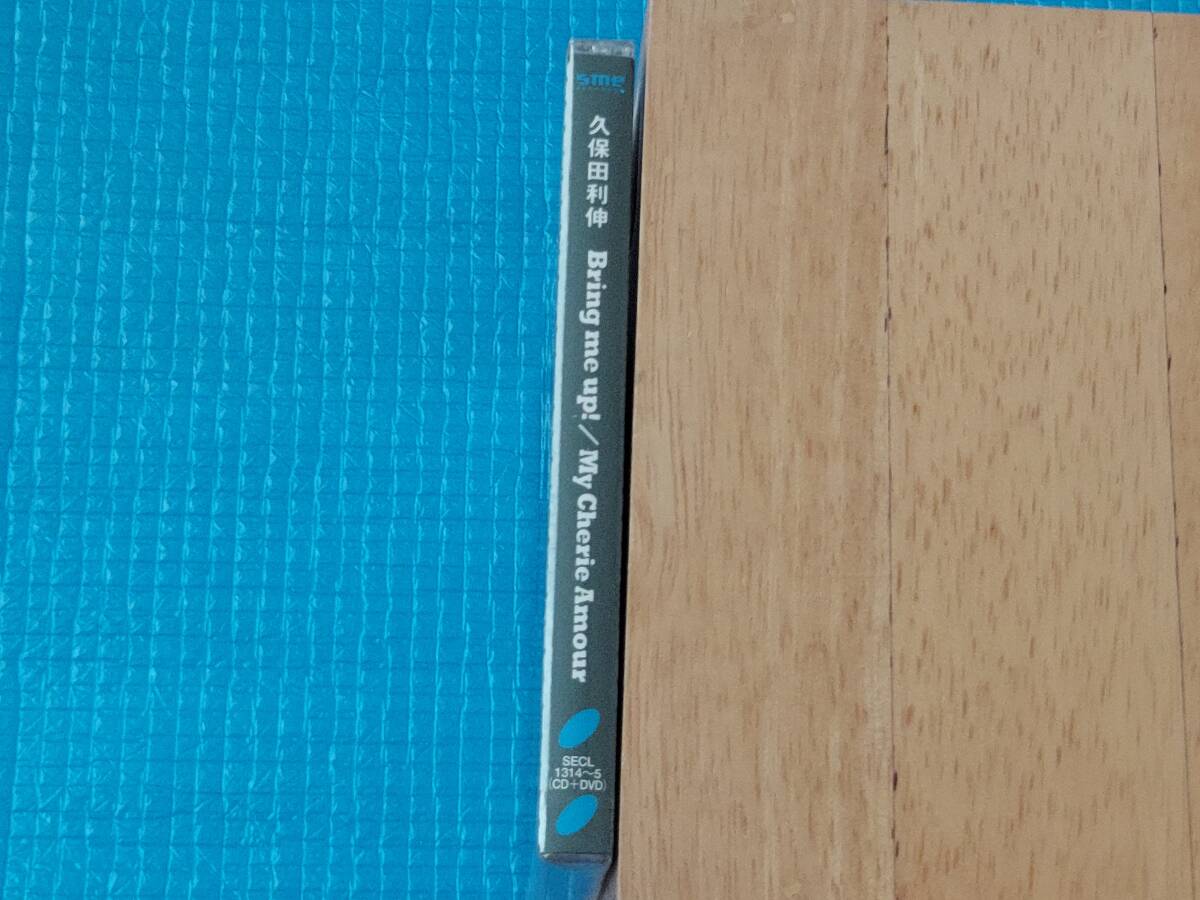 sme
久保田利伸 Bring me up!／My Cherie Amour
SECL
1314～5
(CD+DVD)